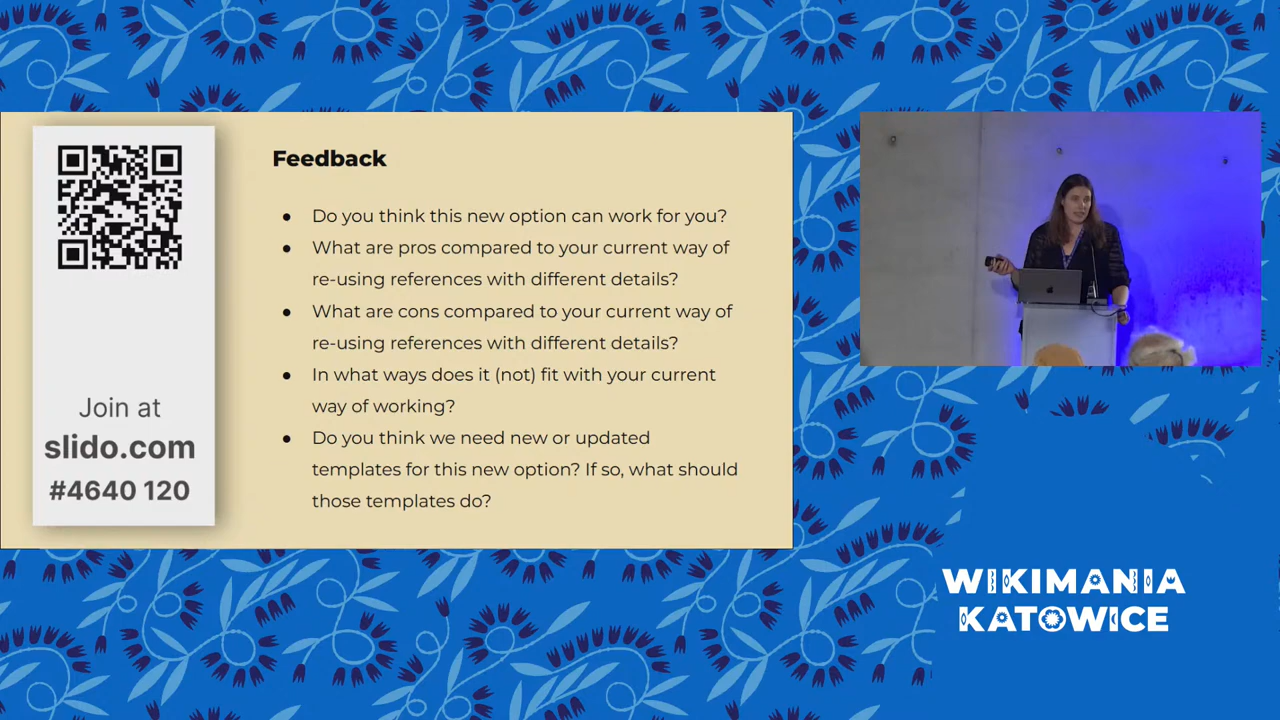 Join at
slido.com
#4640 120
Feedback
● Do you think this new option can work for you?
● What are pros compared to your current way of
re-using references with different details?
● What are cons compared to your current way of
re-using references with different details?
● In what ways does it (not) fit with your current
way of working?
● Do you think we need new or updated
templates for this new option? If so, what should
those templates do?
WIKIMANIA
KATOWICE